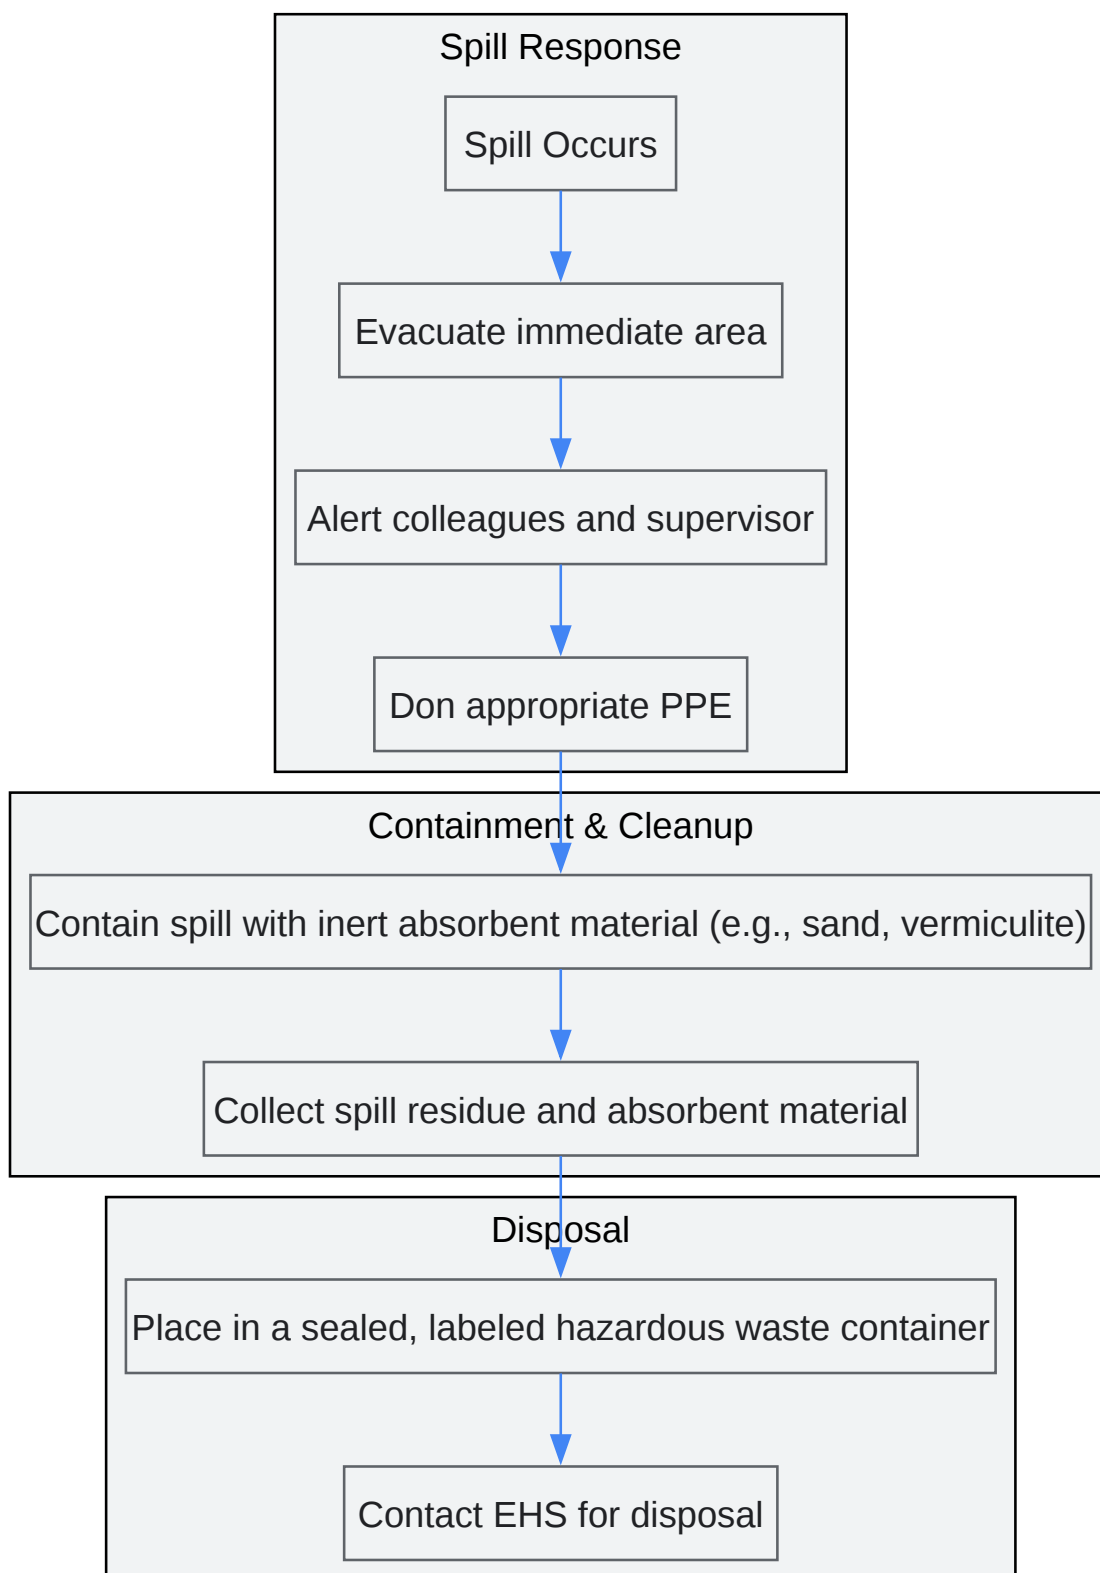 Spill Response
Spill Occurs
Evacuate immediate area
Alert colleagues and supervisor
Don appropriate PPE
Containment & Cleanup
Contain spill with inert absorbent material (e.g., sand, vermiculite)
Collect spill residue and absorbent material
Disposal
Place in a sealed, labeled hazardous waste container
Contact EHS for disposal